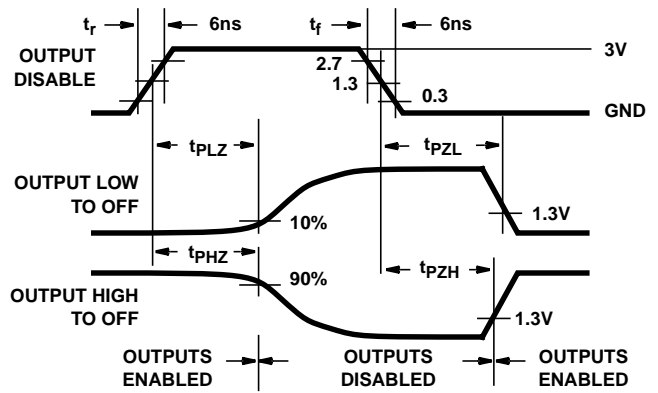 tr 6ns tf 6ns
OUTPUT DISABLE
3V
2.7
1.3
0.3
GND
tPLZ tPZL
OUTPUT LOW TO OFF
10%
1.3V
tPHZ tPZH
90%
OUTPUT HIGH TO OFF
1.3V
OUTPUTS ENABLED
OUTPUTS DISABLED
OUTPUTS ENABLED